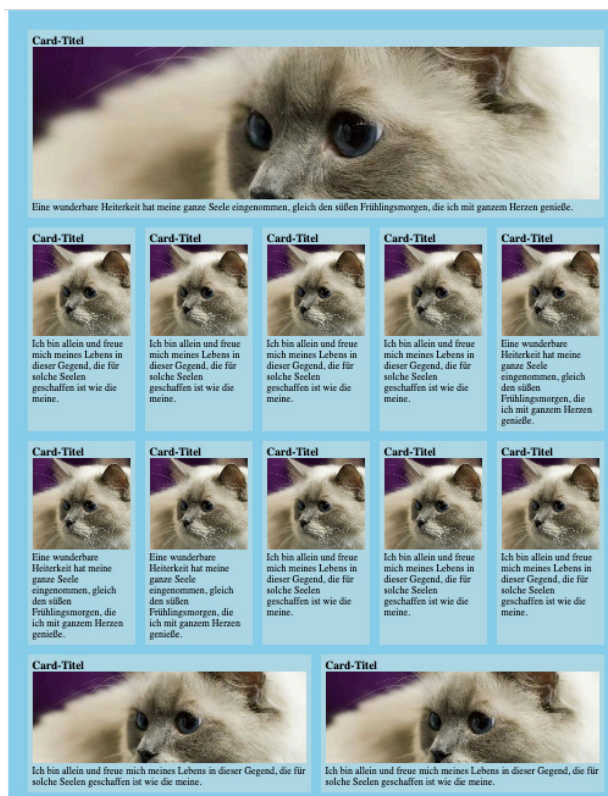 Card-Titel
Eine wunderbare Heiterkeit hat meine ganze Seele eingenommen, gleich den süßen Frühlingsmorgen, die ich mit ganzem Herzen genieße.
Card-Titel
Ich bin allein und freue
mich meines Lebens in
dieser Gegend, die für
solche Seelen
geschaffen ist wie die
meine.
Card-Titel
Ich bin allein und freue
mich meines Lebens in
dieser Gegend, die für
solche Seelen
geschaffen ist wie die
meine.
Card-Titel
Ich bin allein und freue
mich meines Lebens in
dieser Gegend, die für
solche Seelen
geschaffen ist wie die
meine.
Card-Titel
Ich bin allein und freue
mich meines Lebens in
dieser Gegend, die für
solche Seelen
geschaffen ist wie die
meine.
Card-Titel
Eine wunderbare
Heiterkeit hat meine
ganze Seele
eingenommen, gleich
den süßen
Frühlingsmorgen, die
ich mit ganzem Herzen
genieße.
Card-Titel
Eine wunderbare
Heiterkeit hat meine
ganze Seele
eingenommen, gleich
den süßen
Frühlingsmorgen, die
ich mit ganzem Herzen
genieße.
Card-Titel
Eine wunderbare
Heiterkeit hat meine
ganze Seele
eingenommen, gleich
den süßen
Frühlingsmorgen, die
ich mit ganzem Herzen
genieße.
Card-Titel
Ich bin allein und freue
mich meines Lebens in
dieser Gegend, die für
solche Seelen
geschaffen ist wie die
meine.
Card-Titel
Ich bin allein und freue
mich meines Lebens in
dieser Gegend, die für
solche Seelen
geschaffen ist wie die
meine.
Card-Titel
Ich bin allein und freue
mich meines Lebens in
dieser Gegend, die für
solche Seelen
geschaffen ist wie die
meine.
Card-Titel
Ich bin allein und freue mich meines Lebens in dieser Gegend, die für
solche Seelen geschaffen ist wie die meine.
Card-Titel
Ich bin allein und freue mich meines Lebens in dieser Gegend, die für
solche Seelen geschaffen ist wie die meine.